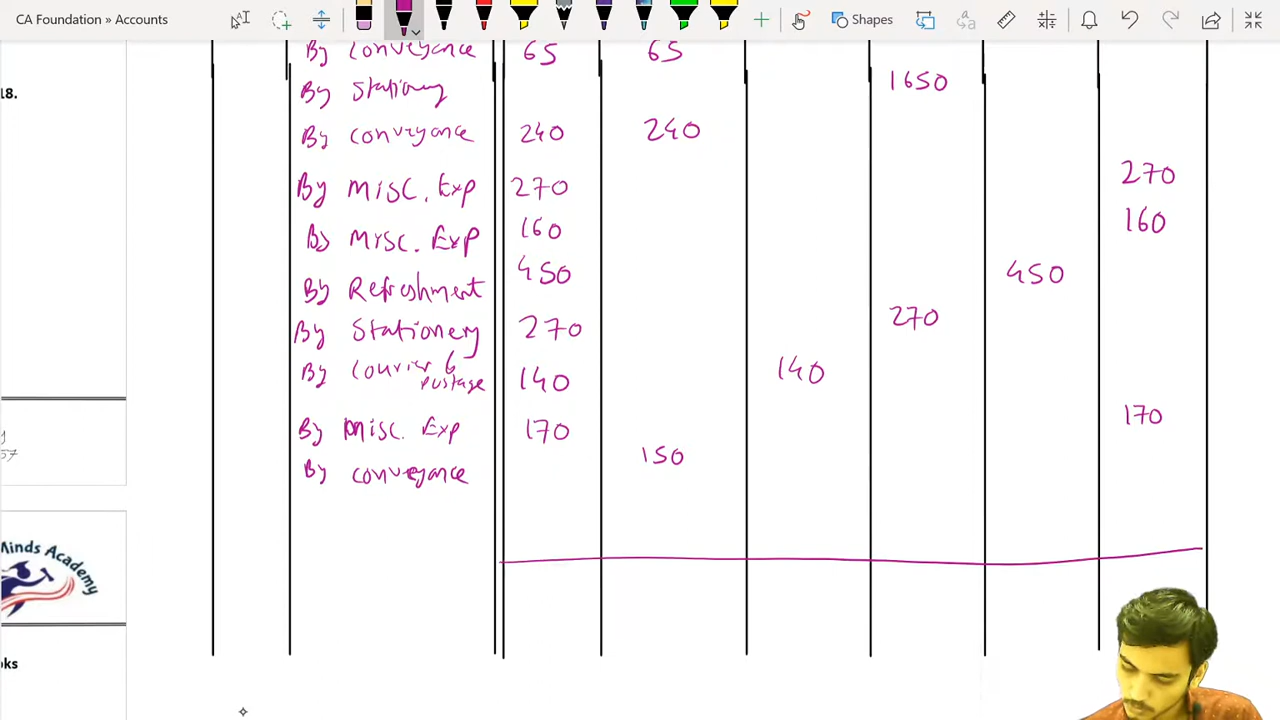 CA Foundation » Accounts
Shapes
18.
By Conveyance 65 65
By Stationery 1650
By conveyance 240 240
By Misc. Exp 270 270
By Misc. Exp 160 160
By Refreshment 450 450
By Stationery 270 270
By Courier & postage 140 140
By Misc. Exp 170 170
By conveyance 150
57
Minds Academy
oks